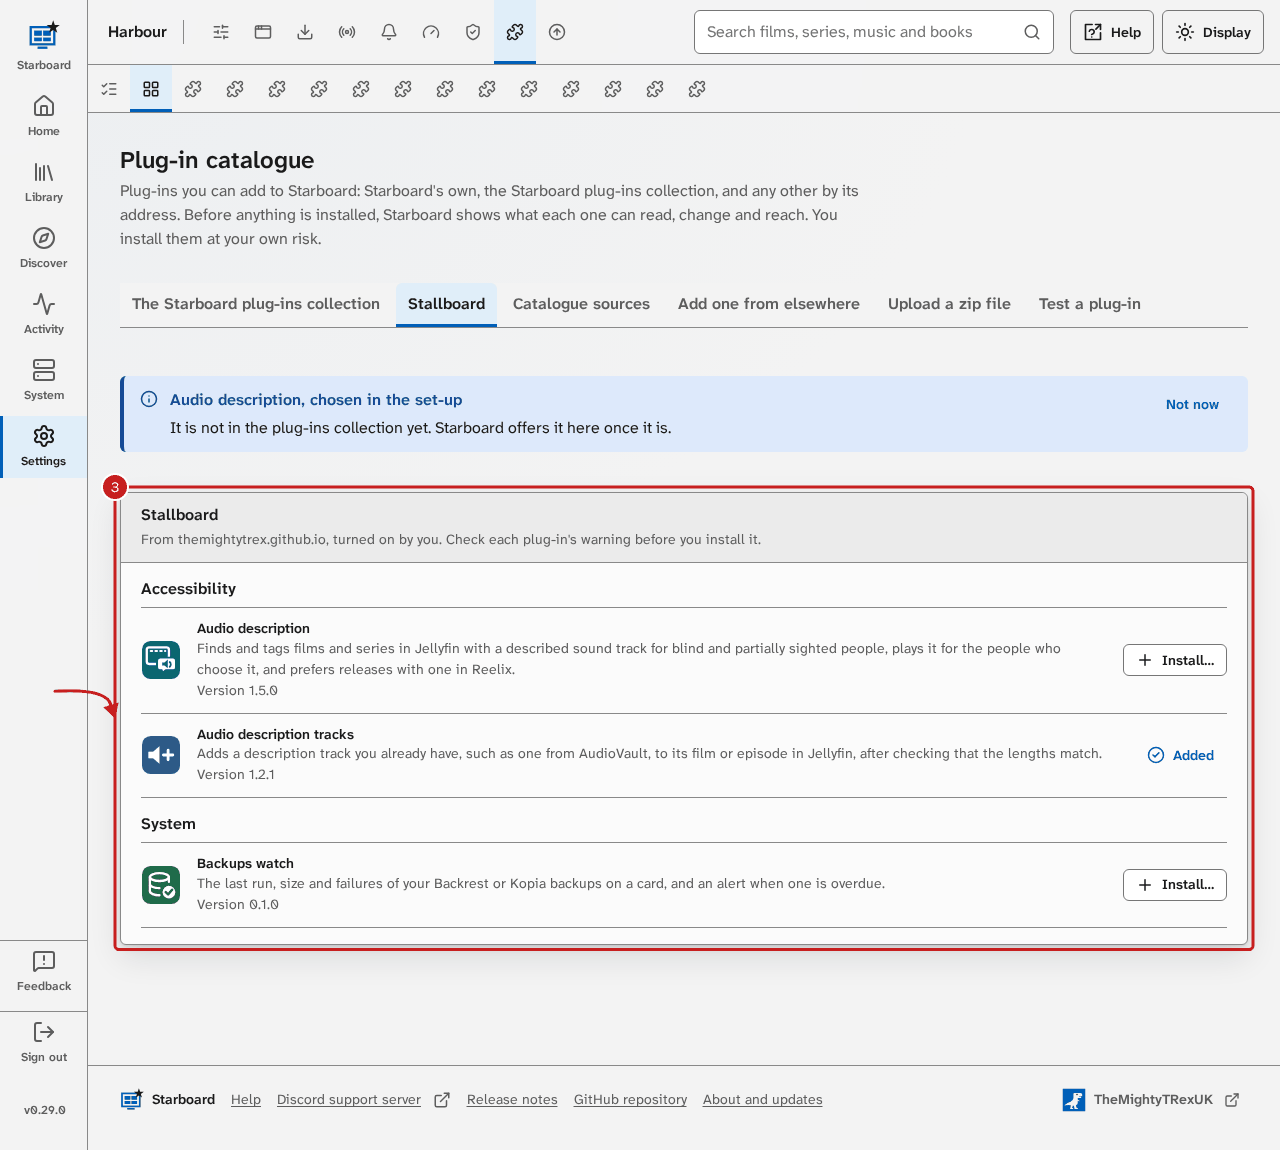 Starboard
Home
Library
Discover
Activity
System
Settings
Feedback
Sign out
v0.29.0
Harbour
Search films, series, music and books
Help
Display
Plug-in catalogue
Plug-ins you can add to Starboard: Starboard's own, the Starboard plug-ins collection, and any other by its
address. Before anything is installed, Starboard shows what each one can read, change and reach. You
install them at your own risk.
The Starboard plug-ins collection
Stallboard
Catalogue sources
Add one from elsewhere
Upload a zip file
Test a plug-in
Audio description, chosen in the set-up
It is not in the plug-ins collection yet. Starboard offers it here once it is.
Not now
3
Stallboard
From themightytrex.github.io, turned on by you. Check each plug-in's warning before you install it.
Accessibility
Audio description
Finds and tags films and series in Jellyfin with a described sound track for blind and partially sighted people, plays it for the people who
choose it, and prefers releases with one in Reelix.
Version 1.5.0
Install...
Audio description tracks
Adds a description track you already have, such as one from AudioVault, to its film or episode in Jellyfin, after checking that the lengths match.
Version 1.2.1
Added
System
Backups watch
The last run, size and failures of your Backrest or Kopia backups on a card, and an alert when one is overdue.
Version 0.1.0
Install...
Starboard
Help
Discord support server
Release notes
GitHub repository
About and updates
TheMightyTRexUK